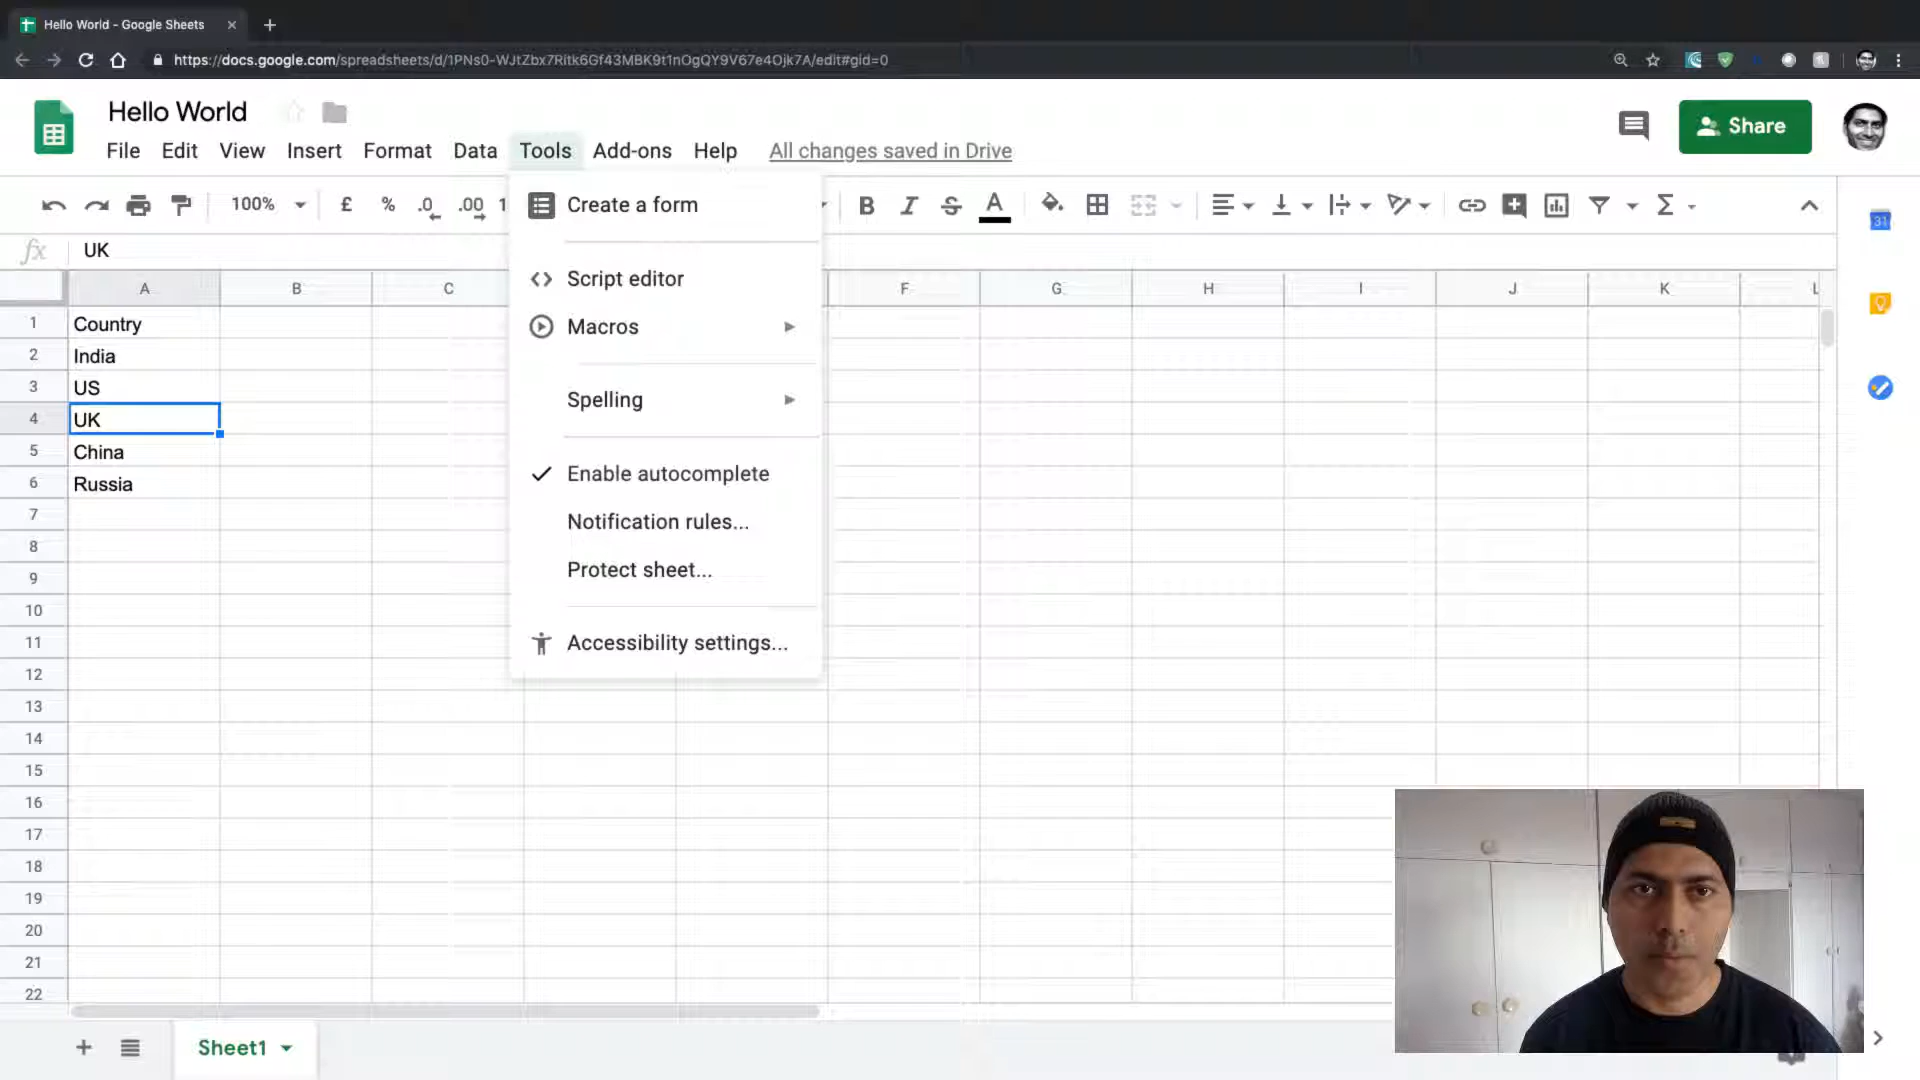 Hello World - Google Sheets
https://docs.google.com/spreadsheets/d/1PNs0-WJtZbx7Ritk6Gf43MBK9t1nOgQY9V67e4Ojk7A/edit#gid=0
Hello World
Share
File Edit View Insert Format Data Tools Add-ons Help All changes saved in Drive
100% £ % .0 .00 1 B I S A Σ
31
fx UK
A B C F G H I J K L
1 Country
2 India
3 US
4 UK
5 China
6 Russia
7
8
9
10
11
12
13
14
15
16
17
18
19
20
21
22
Create a form
Script editor
Macros
Spelling
Enable autocomplete
Notification rules...
Protect sheet...
Accessibility settings...
Sheet1